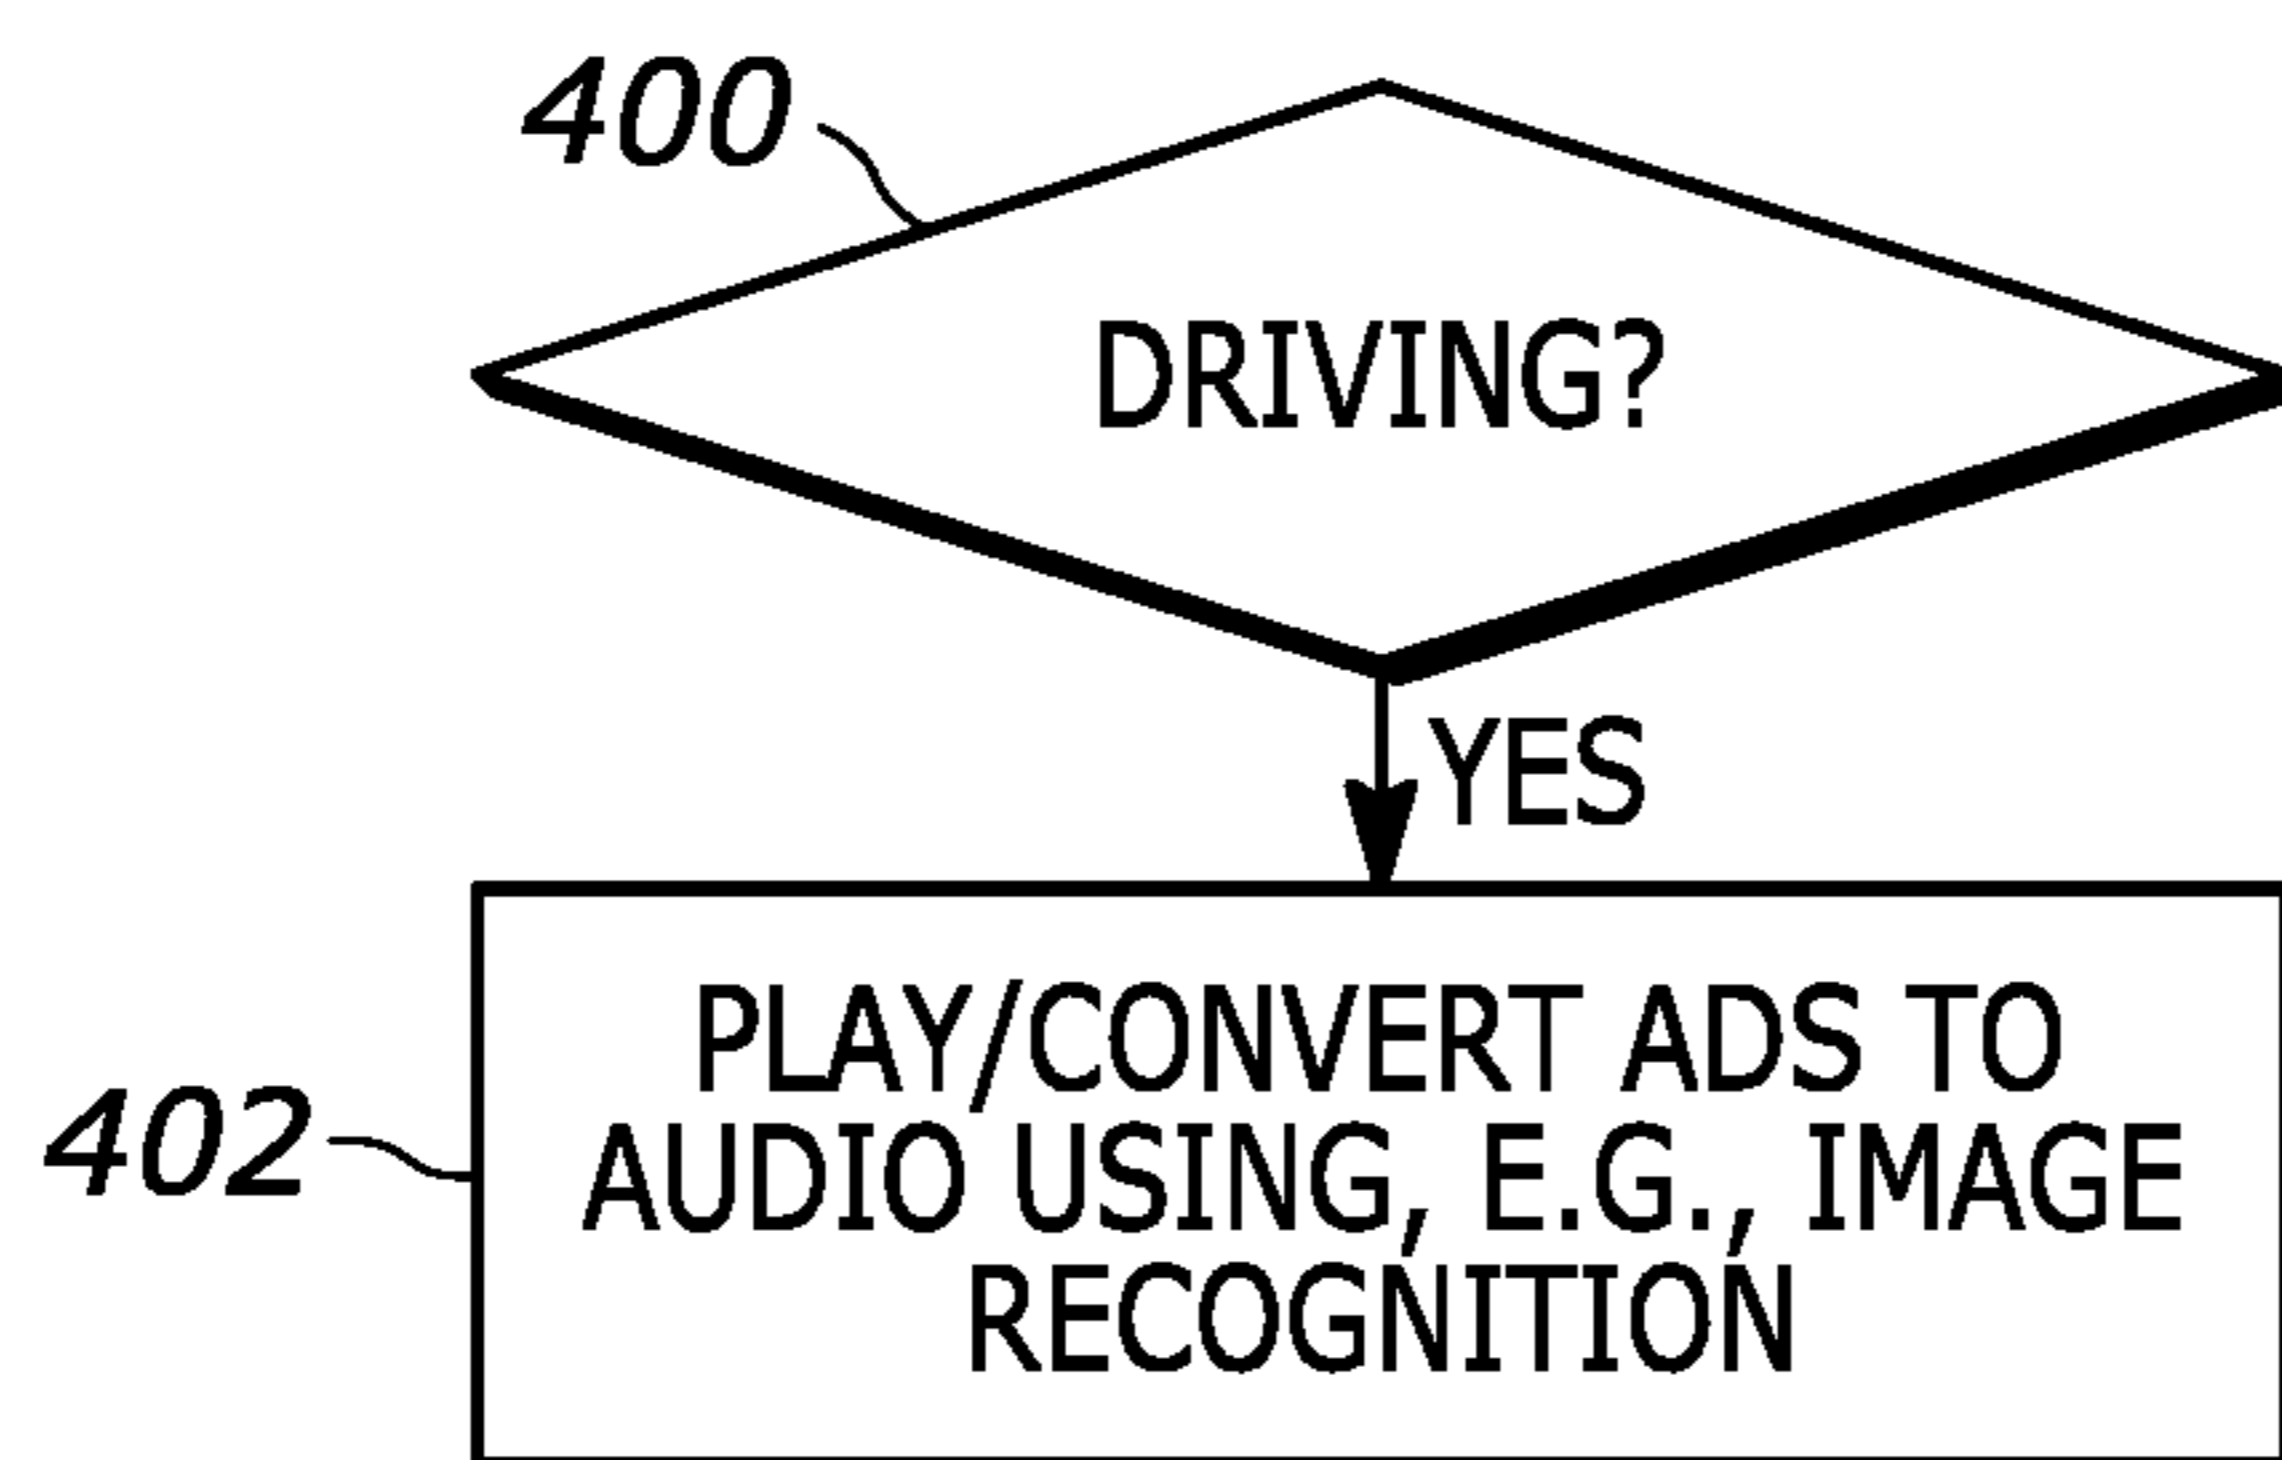 400
DRIVING?
YES
402
PLAY/CONVERT ADS TO
AUDIO USING, E.G., IMAGE
RECOGNITION